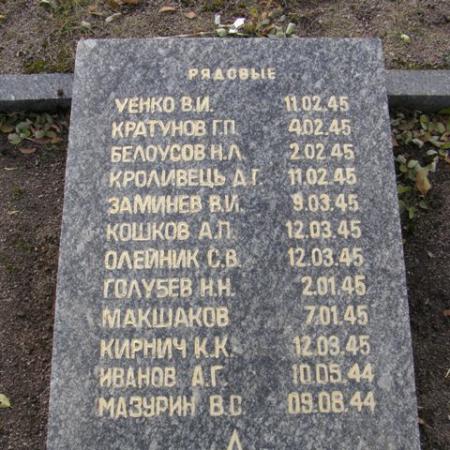 РЯДОВЫЕ
УЕНКО В.И. 11.02.45
КРАТУНОВ Г.П. 4.02.45
БЕЛОУСОВ Н.Л. 2.02.45
КРОЛИВЕЦЬ Д.Г. 11.02.45
ЗАМИНЕВ В.И. 9.03.45
КОШКОВ А.П. 12.03.45
ОЛЕЙНИК С.В. 12.03.45
ГОЛУБЕВ Н.Н. 2.01.45
МАКШАКОВ 7.01.45
КИРНИЧ К.К. 12.03.45
ИВАНОВ А.Г. 10.05.44
МАЗУРИН В.С 09.08.44